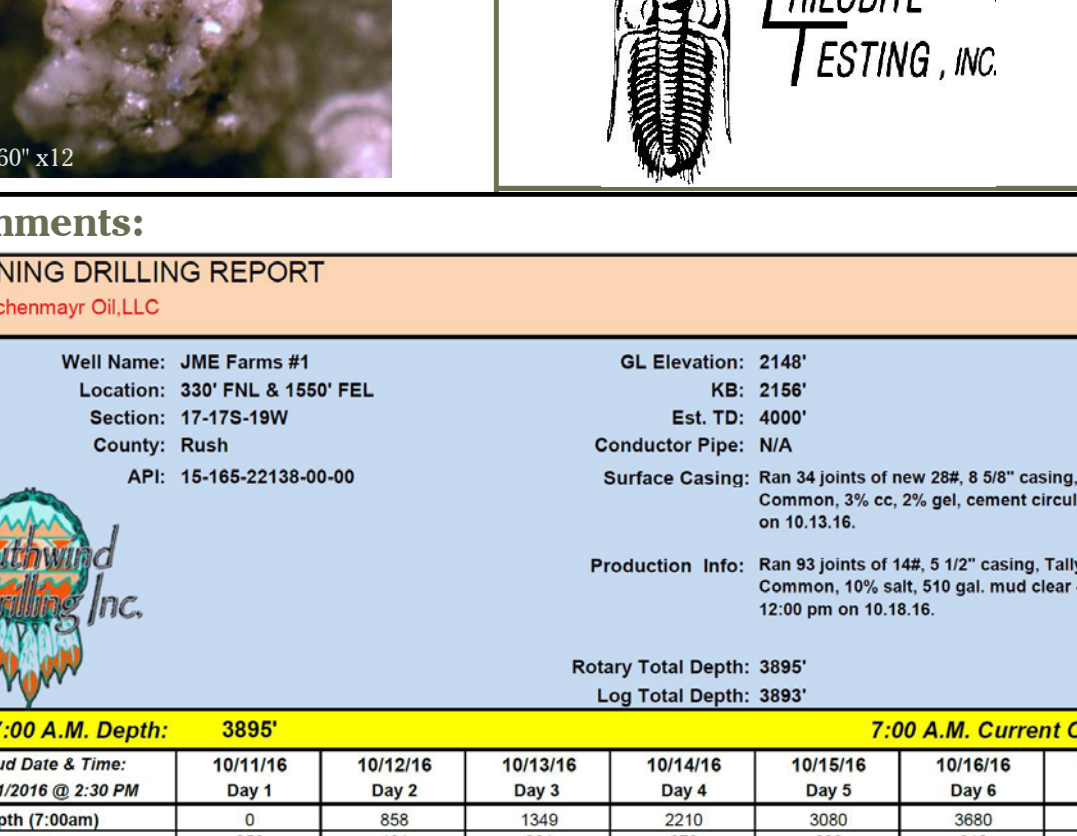 TESTING, INC.
60" x12
mments:
NING DRILLING REPORT
chenmayr Oil,LLC
Well Name: JME Farms #1
Location: 330' FNL & 1550' FEL
Section: 17-17S-19W
County: Rush
API: 15-165-22138-00-00
GL Elevation: 2148'
KB: 2156'
Est. TD: 4000'
Conductor Pipe: N/A
Surface Casing: Ran 34 joints of new 28#, 8 5/8" casing,
Common, 3% cc, 2% gel, cement circul
on 10.13.16.
Production Info: Ran 93 joints of 14#, 5 1/2" casing, Tally
Common, 10% salt, 510 gal. mud clear
12:00 pm on 10.18.16.
Rotary Total Depth: 3895'
Log Total Depth: 3893'
uthwind
rilling Inc.
7:00 A.M. Depth: 3895' 7:00 A.M. Current O
ud Date & Time: 10/11/16 10/12/16 10/13/16 10/14/16 10/15/16 10/16/16
1/2016 @ 2:30 PM Day 1 Day 2 Day 3 Day 4 Day 5 Day 6
pth (7:00am) 0 858 1349 2210 3080 3680